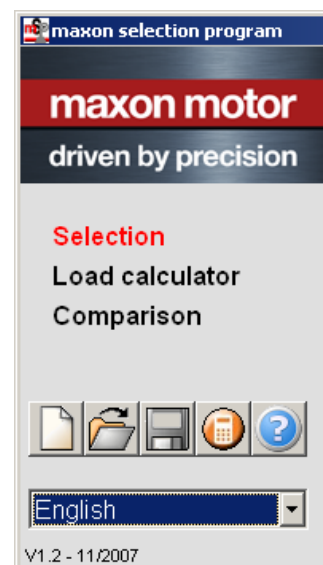 maxon selection program
maxon motor
driven by precision
Selection
Load calculator
Comparison
English
V1.2 - 11/2007